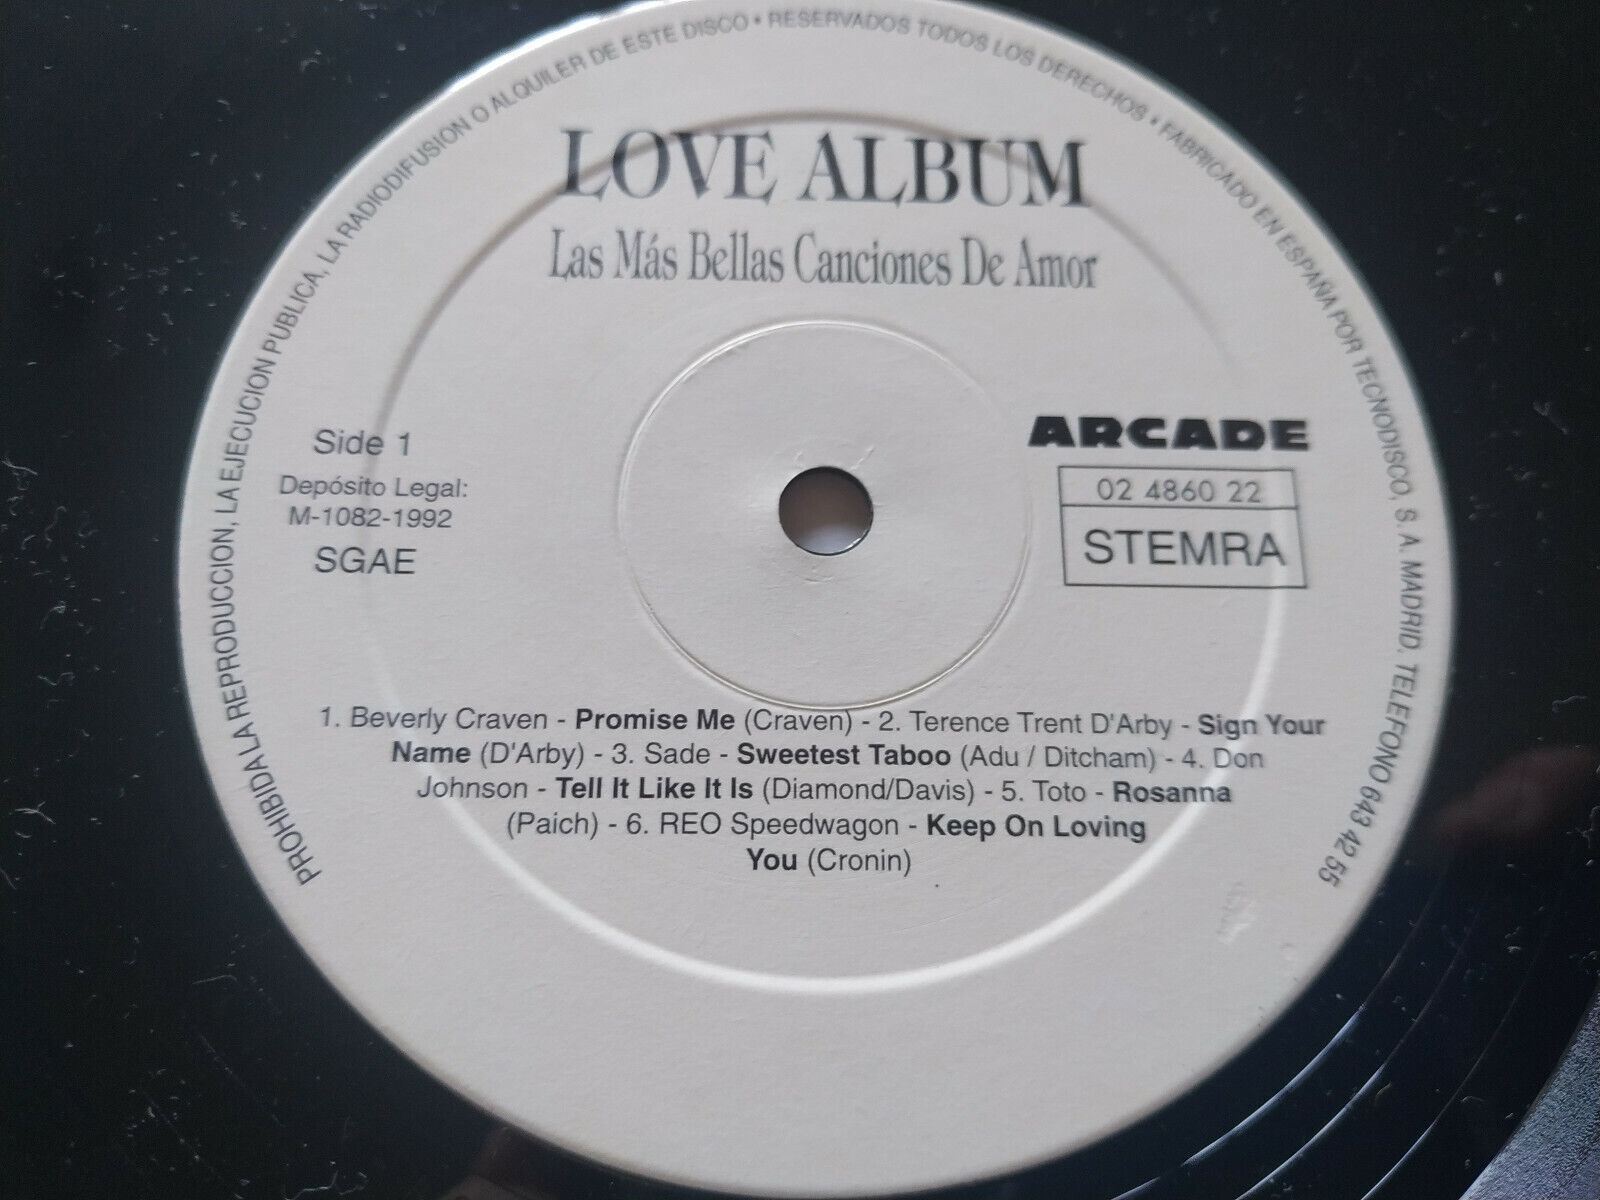 PROHIBIDA LA REPRODUCCION, LA EJECUCION PUBLICA, LA RADIODIFUSION O ALQUILER DE ESTE DISCO • RESERVADOS TODOS LOS DERECHOS • FABRICADO EN ESPAÑA POR TECNODISCO, S. A. MADRID. TELEFONO 643 42 55
LOVE ALBUM
Las Más Bellas Canciones De Amor
Side 1
Depósito Legal:
M-1082-1992
SGAE
ARCADE
02 4860 22
STEMRA
1. Beverly Craven - Promise Me (Craven) - 2. Terence Trent D'Arby - Sign Your
Name (D'Arby) - 3. Sade - Sweetest Taboo (Adu / Ditcham) - 4. Don
Johnson - Tell It Like It Is (Diamond/Davis) - 5. Toto - Rosanna
(Paich) - 6. REO Speedwagon - Keep On Loving
You (Cronin)